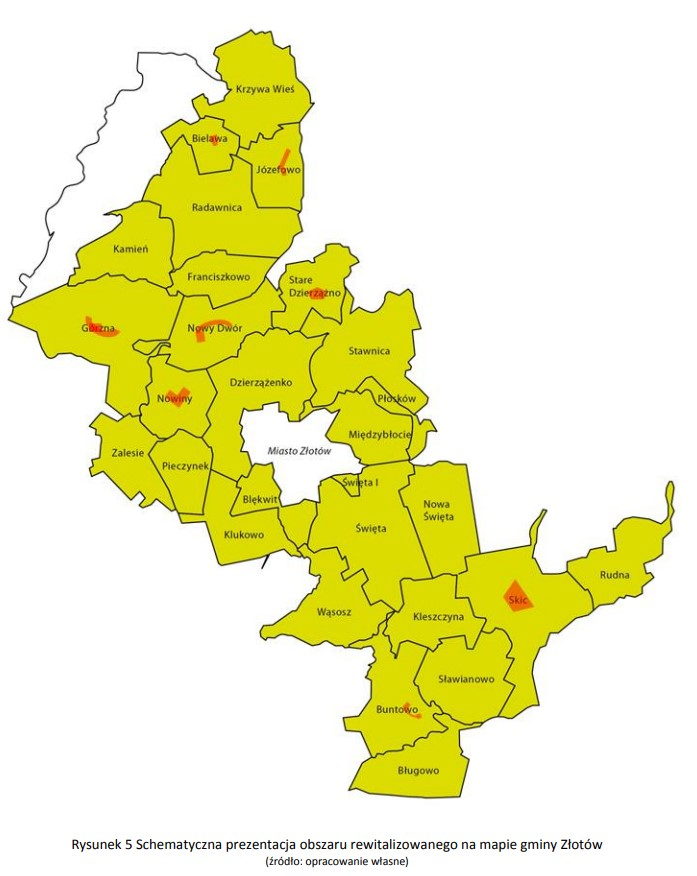 Krzywa Wieś
Bielawa
Józefowo
Radawnica
Kamień
Franciszkowo
Stare
Dzierzążno
Górzna
Nowy Dwór
Stawnica
Dzierzążenko
Nowiny
Płosków
Międzybłocie
Zalesie
Miasto Złotów
Pieczynek
Święta I
Blękwit
Nowa
Święta
Święta
Klukowo
Rudna
Skic
Wąsosz
Kleszczyna
Sławianowo
Buntowo
Bługowo
Rysunek 5 Schematyczna prezentacja obszaru rewitalizowanego na mapie gminy Złotów
(źródło: opracowanie własne)